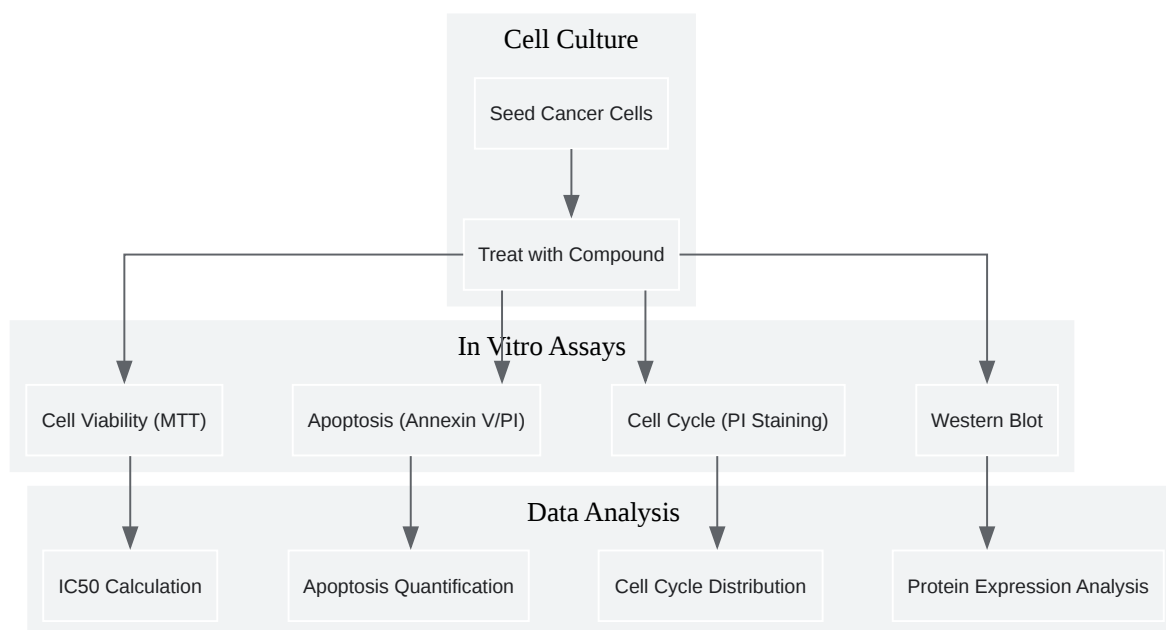 Cell Culture
Seed Cancer Cells
Treat with Compound
In Vitro Assays
Cell Viability (MTT)
Apoptosis (Annexin V/PI)
Cell Cycle (PI Staining)
Western Blot
Data Analysis
IC50 Calculation
Apoptosis Quantification
Cell Cycle Distribution
Protein Expression Analysis